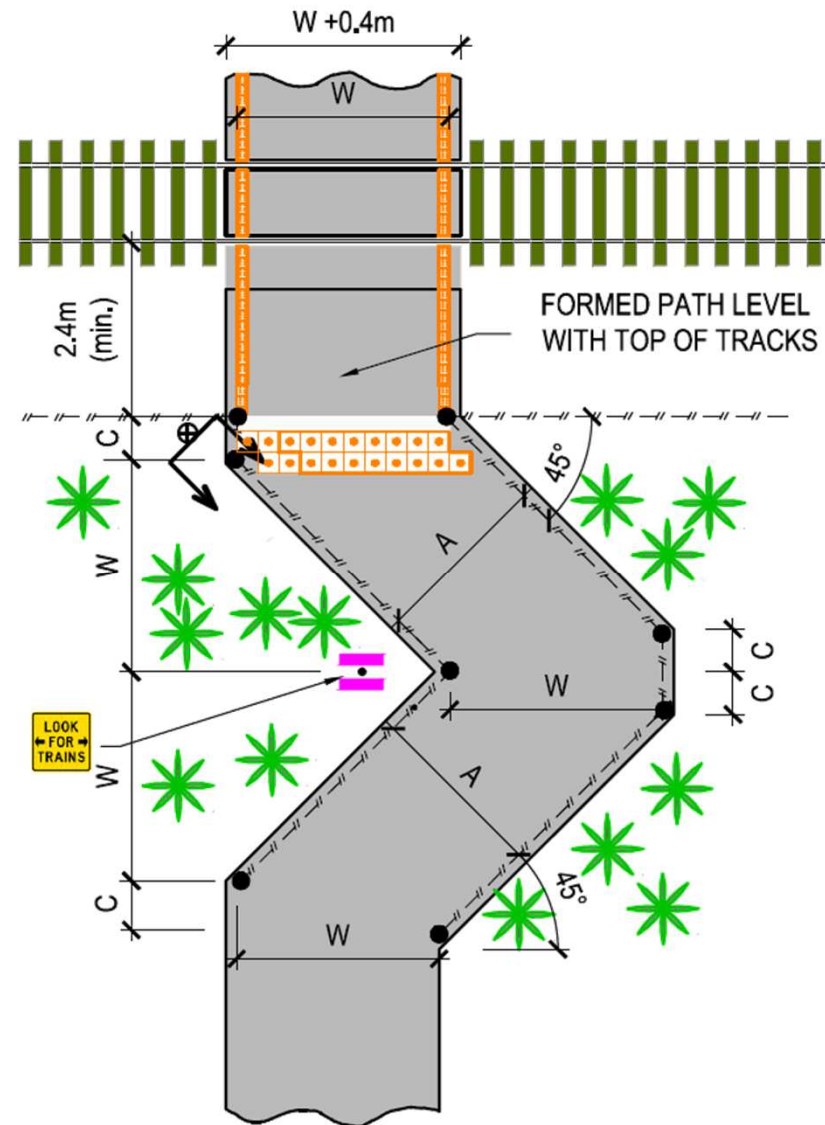 W +0.4m
W
2.4m
(min.)
FORMED PATH LEVEL
WITH TOP OF TRACKS
C
45°
W
A
C
C
W
LOOK
FOR
TRAINS
W
A
C
45°
W